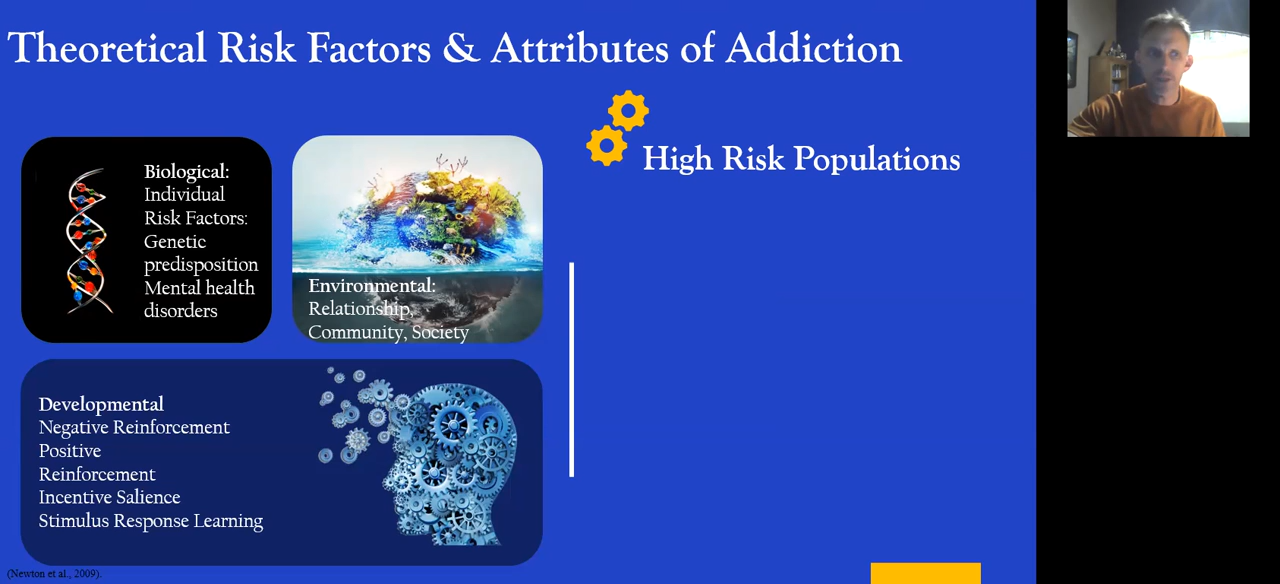 Theoretical Risk Factors & Attributes of Addiction
High Risk Populations
Biological:
Individual
Risk Factors:
Genetic
predisposition
Mental health
disorders
Environmental:
Relationship,
Community, Society
Developmental
Negative Reinforcement
Positive
Reinforcement
Incentive Salience
Stimulus Response Learning
(Newton et al., 2009).